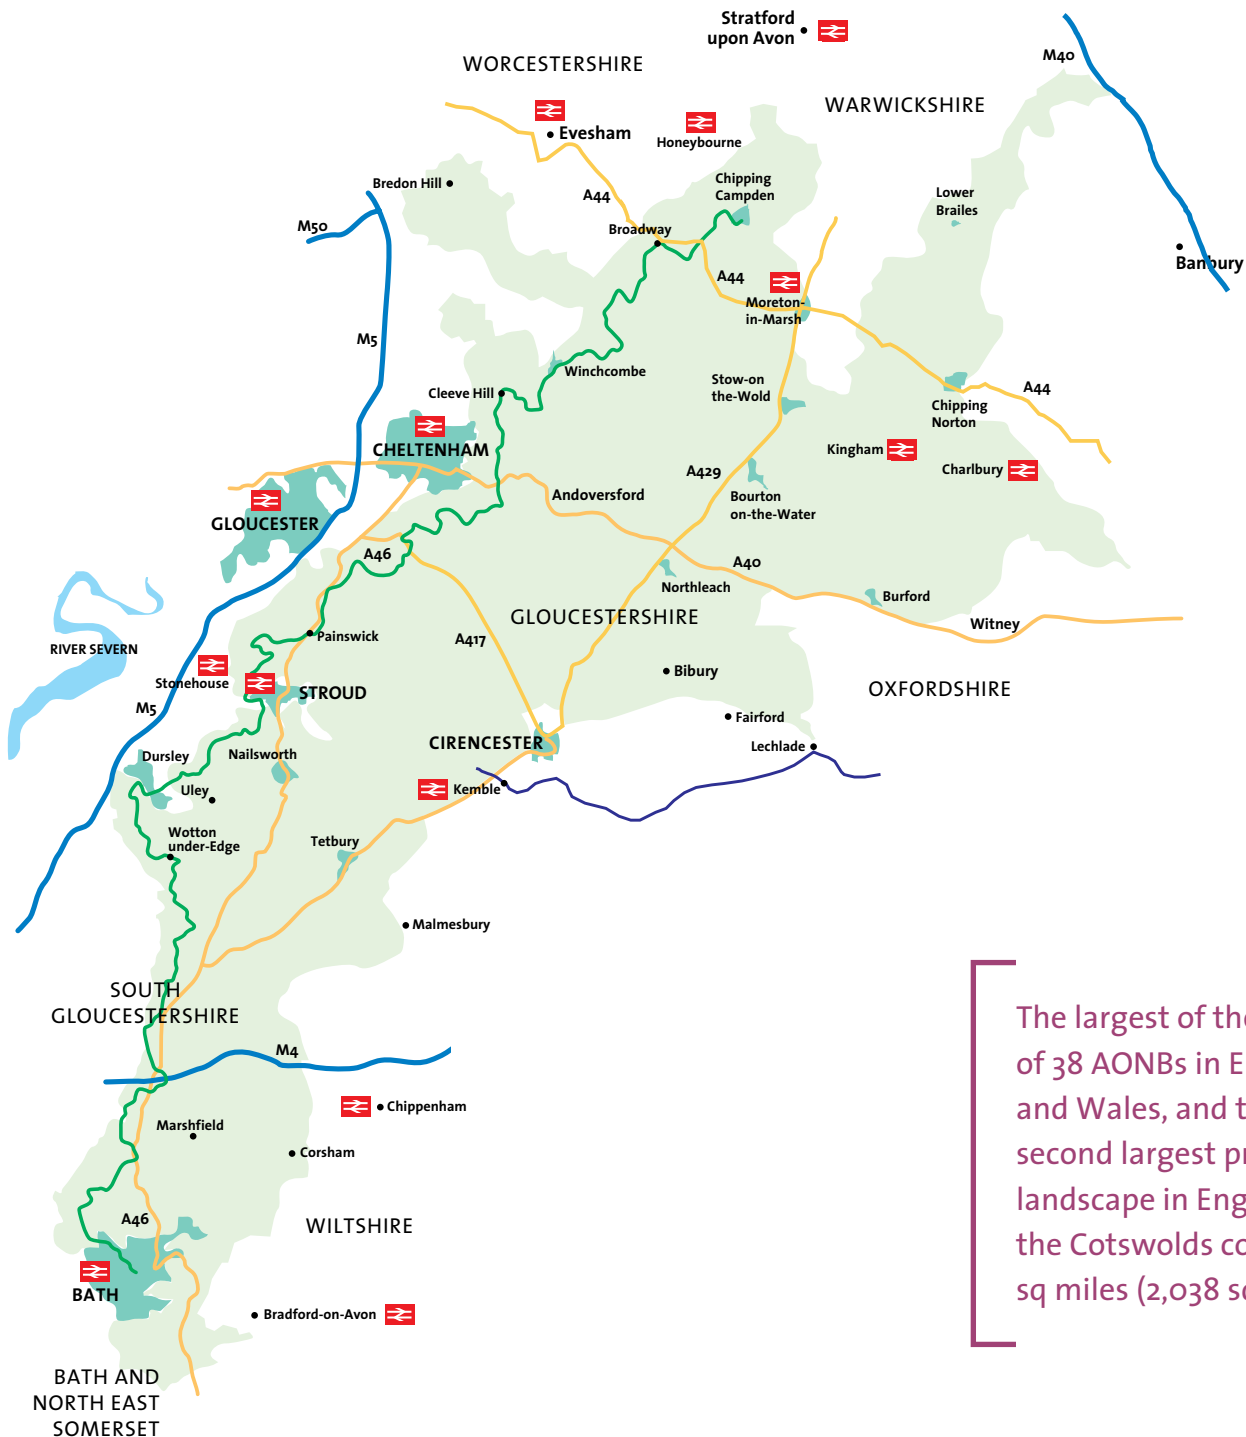 Stratford
upon Avon
WORCESTERSHIRE
M40
WARWICKSHIRE
Evesham
Honeybourne
Bredon Hill
Chipping
Campden
A44
Lower
Brailes
M50
Broadway
Banbury
A44
Moreton-
in-Marsh
M5
Winchcombe
Stow-on
the-Wold
Cleeve Hill
A44
Chipping
Norton
CHELTENHAM
Kingham
Charlbury
A429
Andoversford
Bourton
on-the-Water
GLOUCESTER
A46
A40
Northleach
Burford
GLOUCESTERSHIRE
Witney
Painswick
A417
RIVER SEVERN
Bibury
Stonehouse
STROUD
OXFORDSHIRE
M5
Fairford
CIRENCESTER
Lechlade
Dursley
Nailsworth
Uley
Kemble
Wotton
under-Edge
Tetbury
Malmesbury
SOUTH
GLOUCESTERSHIRE
M4
Chippenham
Marshfield
Corsham
A46
WILTSHIRE
BATH
Bradford-on-Avon
BATH AND
NORTH EAST
SOMERSET
The largest of the
of 38 AONBs in E
and Wales, and t
second largest pr
landscape in Eng
the Cotswolds co
sq miles (2,038 sq